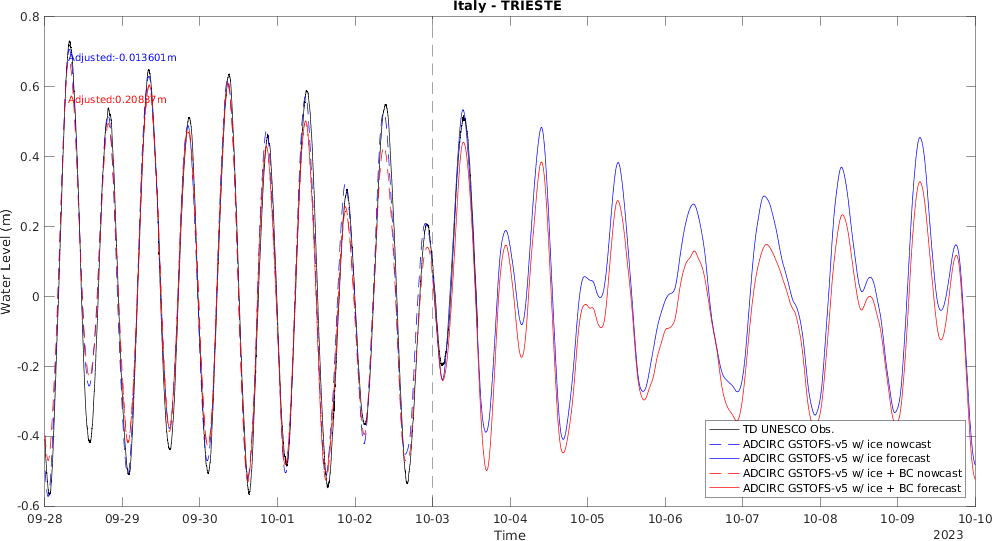 Italy - TRIESTE
0.8
0.6
0.4
0.2
0
-0.2
-0.4
-0.6
Water Level (m)
Adjusted:-0.013601m
Adjusted:0.20837m
TD UNESCO Obs.
ADCIRC GSTOFS-v5 w/ ice nowcast
ADCIRC GSTOFS-v5 w/ ice forecast
ADCIRC GSTOFS-v5 w/ ice + BC nowcast
ADCIRC GSTOFS-v5 w/ ice + BC forecast
09-28 09-29 09-30 10-01 10-02 10-03 10-04 10-05 10-06 10-07 10-08 10-09 10-10
Time
2023